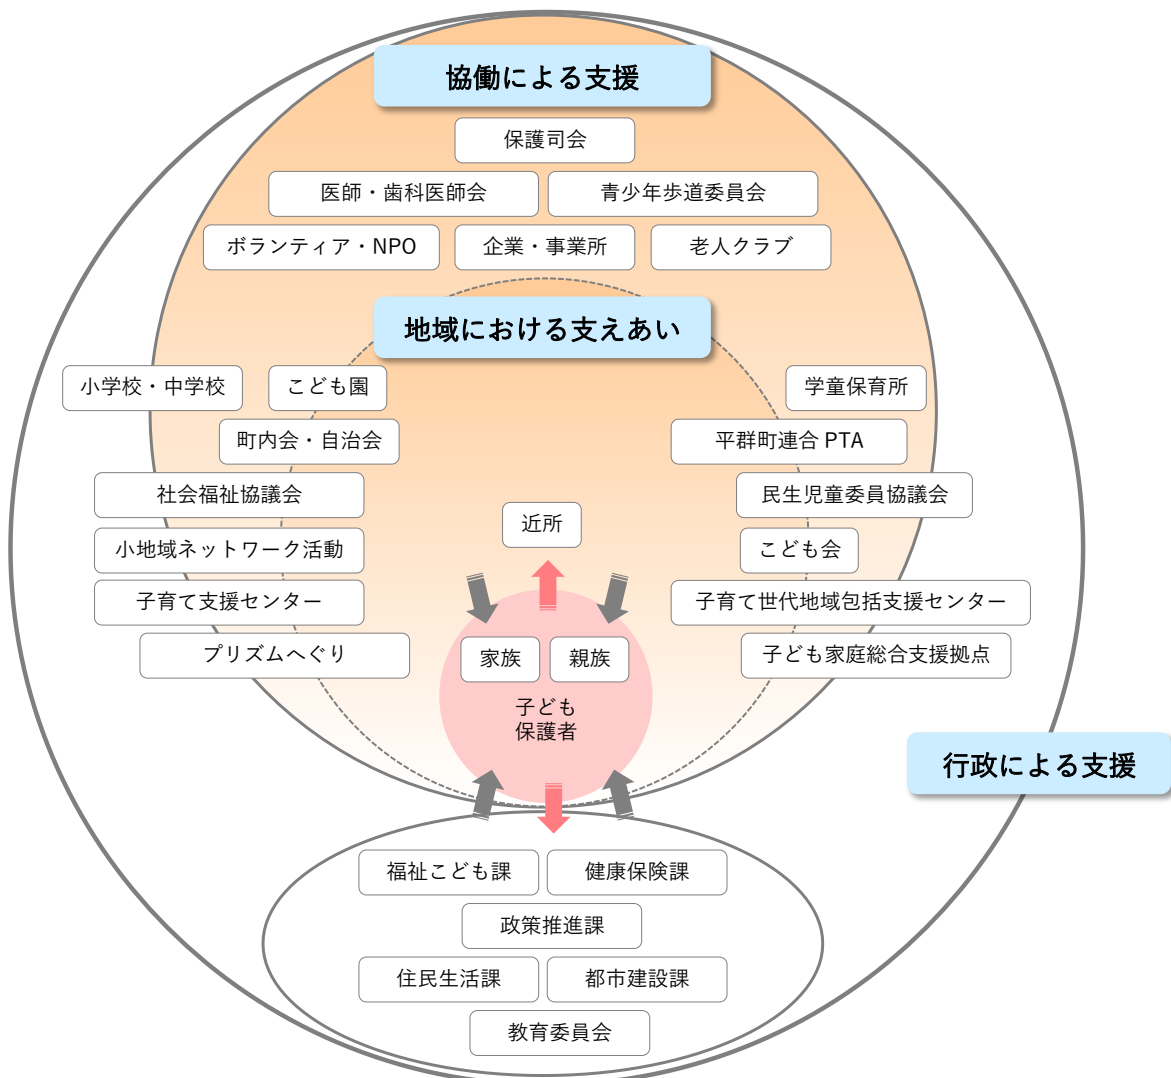 協働による支援
保護司会
医師・歯科医師会
青少年歩道委員会
ボランティア・NPO
企業・事業所
老人クラブ
地域における支えあい
小学校・中学校
こども園
学童保育所
町内会・自治会
平群町連合 PTA
社会福祉協議会
民生児童委員協議会
近所
小地域ネットワーク活動
こども会
子育て支援センター
子育て世代地域包括支援センター
プリズムへぐり
家族
親族
子ども家庭総合支援拠点
子ども
保護者
行政による支援
福祉こども課
健康保険課
政策推進課
住民生活課
都市建設課
教育委員会